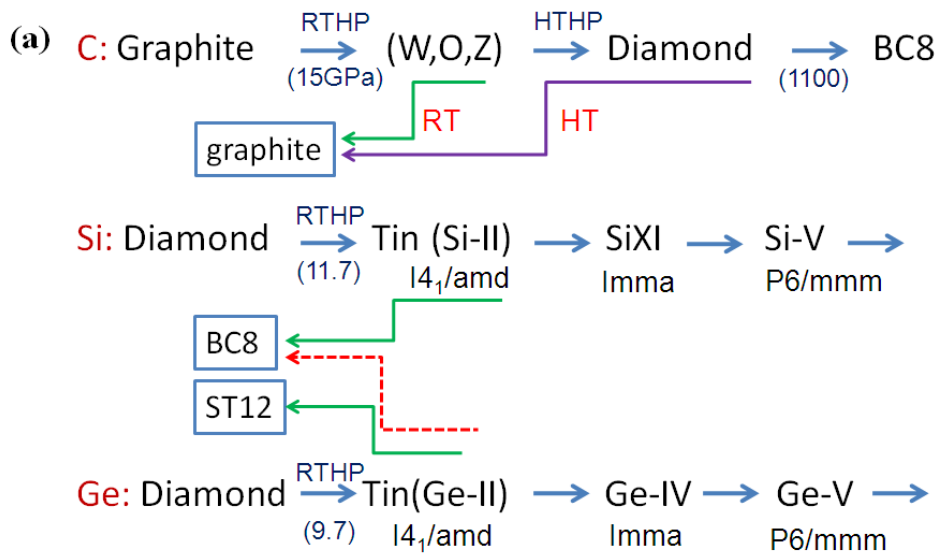 (a) C: Graphite RTHP (15GPa) (W,O,Z) HTHP Diamond (1100) BC8
RT HT
graphite
Si: Diamond RTHP (11.7) Tin (Si-II) SiXI Si-V
I4₁/amd Imma P6/mmm
BC8
ST12
Ge: Diamond RTHP (9.7) Tin(Ge-II) Ge-IV Ge-V
I4₁/amd Imma P6/mmm